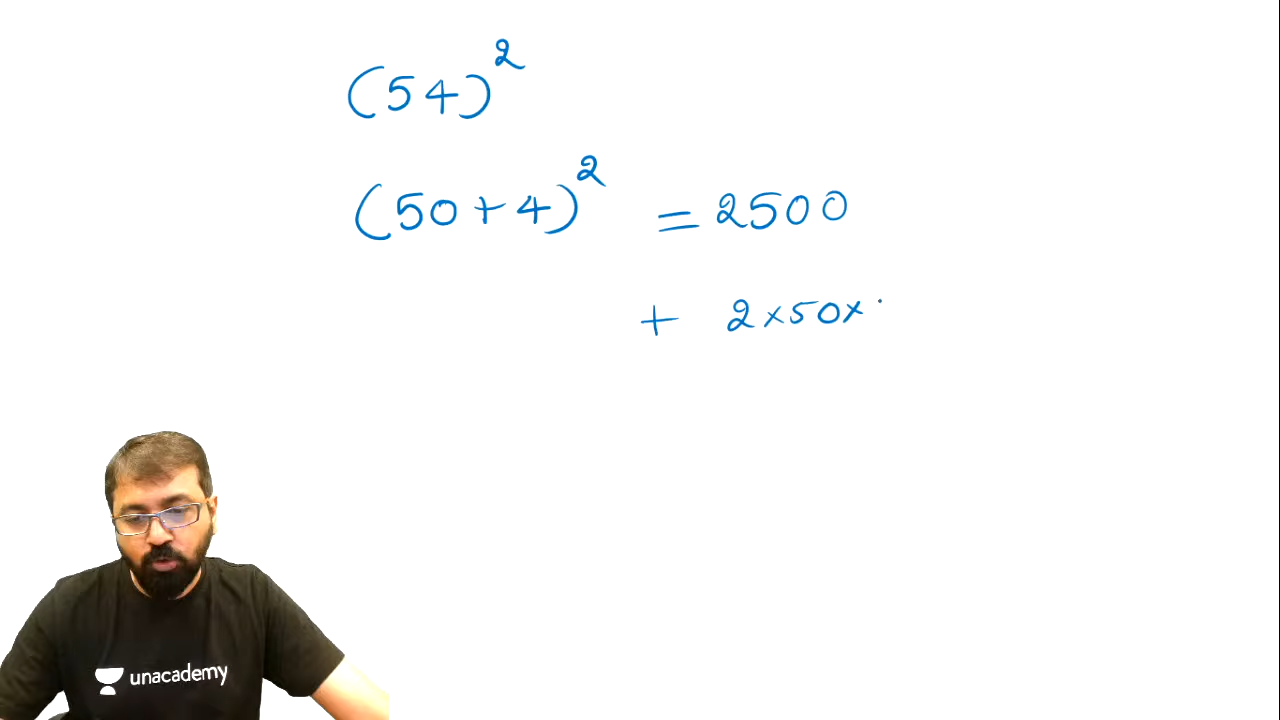 (54)²
(50+4)² = 2500
+ 2×50×
unacademy